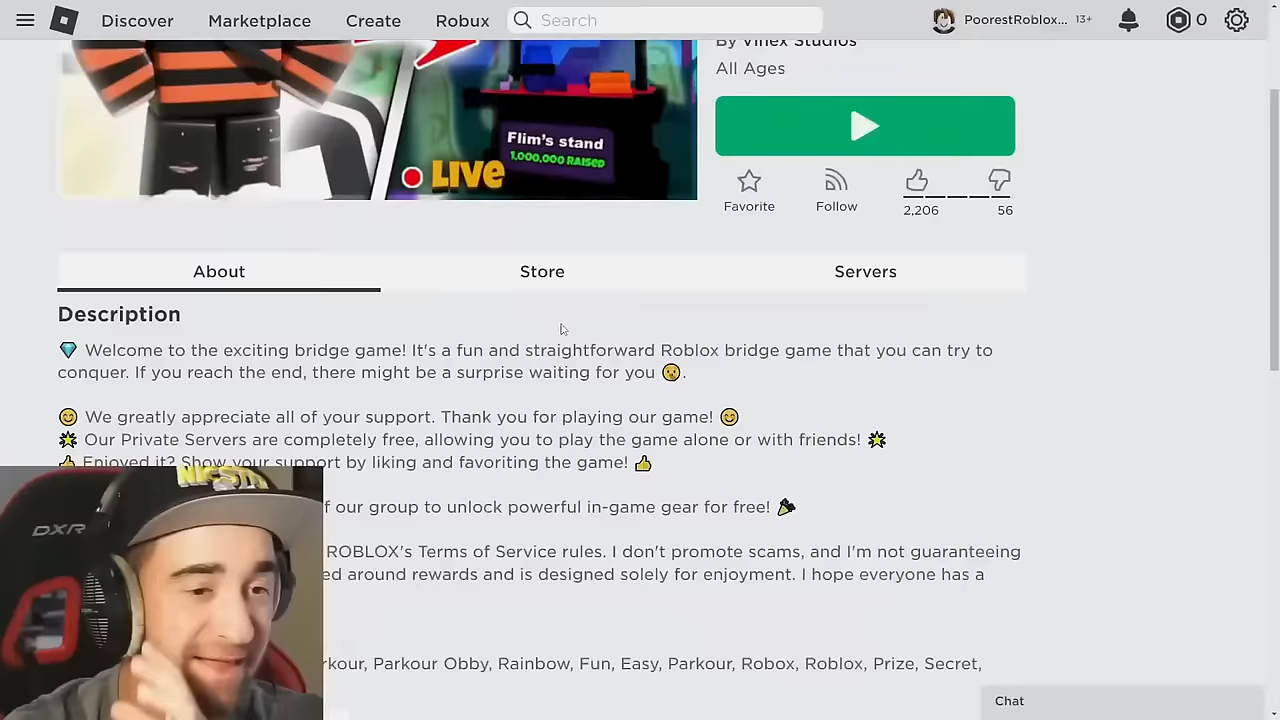 Discover
Marketplace
Create
Robux
Search
PoorestRoblox...
13+
0
By Vinex Studios
All Ages
Flim's stand
1,000,000 RAISED
LIVE
Favorite
Follow
2,206
56
About
Store
Servers
Description
Welcome to the exciting bridge game! It's a fun and straightforward Roblox bridge game that you can try to
conquer. If you reach the end, there might be a surprise waiting for you .
We greatly appreciate all of your support. Thank you for playing our game!
Our Private Servers are completely free, allowing you to play the game alone or with friends!
Enjoyed it? Show your support by liking and favoriting the game!
f our group to unlock powerful in-game gear for free!
ROBLOX's Terms of Service rules. I don't promote scams, and I'm not guaranteeing
ed around rewards and is designed solely for enjoyment. I hope everyone has a
rkour, Parkour Obby, Rainbow, Fun, Easy, Parkour, Robox, Roblox, Prize, Secret,
DXR
Chat